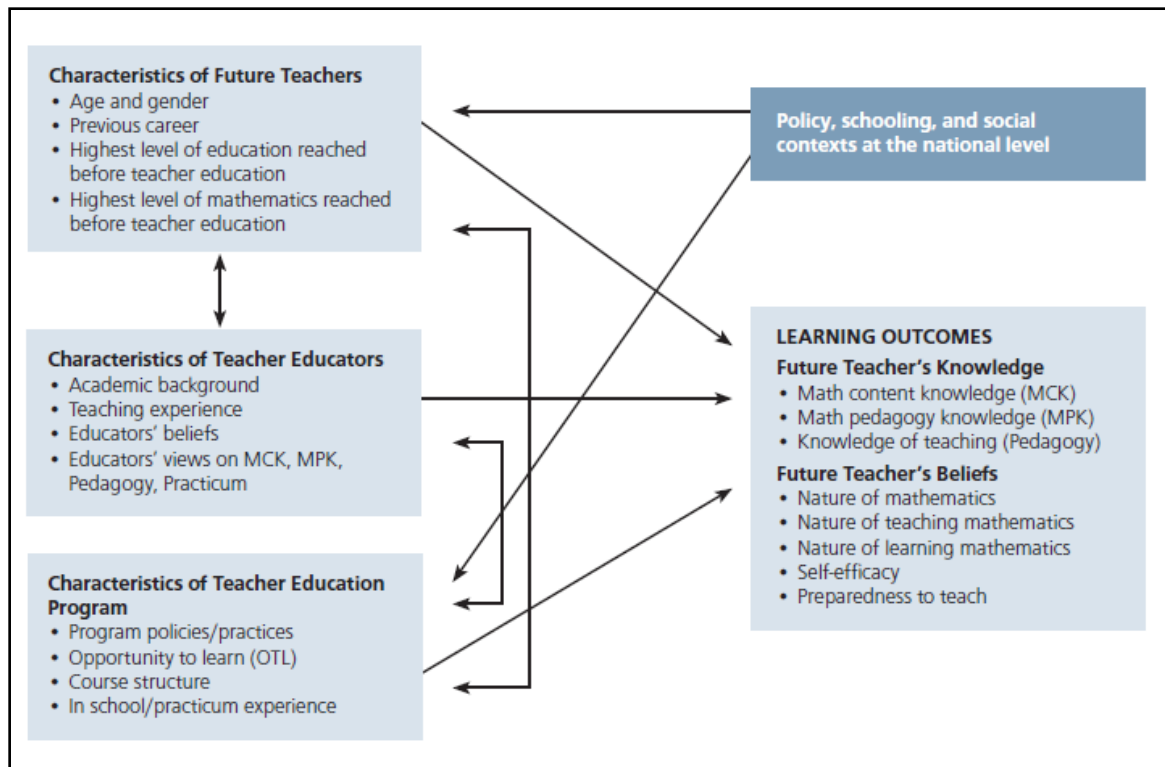 Characteristics of Future Teachers
• Age and gender
• Previous career
• Highest level of education reached
before teacher education
• Highest level of mathematics reached
before teacher education
Policy, schooling, and social
contexts at the national level
Characteristics of Teacher Educators
• Academic background
• Teaching experience
• Educators’ beliefs
• Educators’ views on MCK, MPK,
Pedagogy, Practicum
LEARNING OUTCOMES
Future Teacher’s Knowledge
• Math content knowledge (MCK)
• Math pedagogy knowledge (MPK)
• Knowledge of teaching (Pedagogy)
Future Teacher’s Beliefs
• Nature of mathematics
• Nature of teaching mathematics
• Nature of learning mathematics
• Self-efficacy
• Preparedness to teach
Characteristics of Teacher Education
Program
• Program policies/practices
• Opportunity to learn (OTL)
• Course structure
• In school/practicum experience